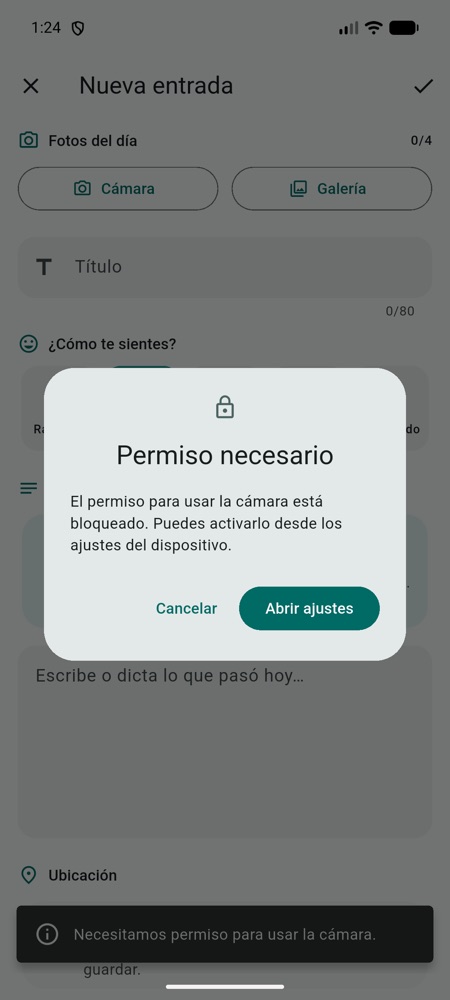 1:24
Nueva entrada
Fotos del día
0/4
Cámara
Galería
Título
0/80
¿Cómo te sientes?
Permiso necesario
El permiso para usar la cámara está
bloqueado. Puedes activarlo desde los
ajustes del dispositivo.
Cancelar
Abrir ajustes
Escribe o dicta lo que pasó hoy…
Ubicación
Necesitamos permiso para usar la cámara.
guardar.